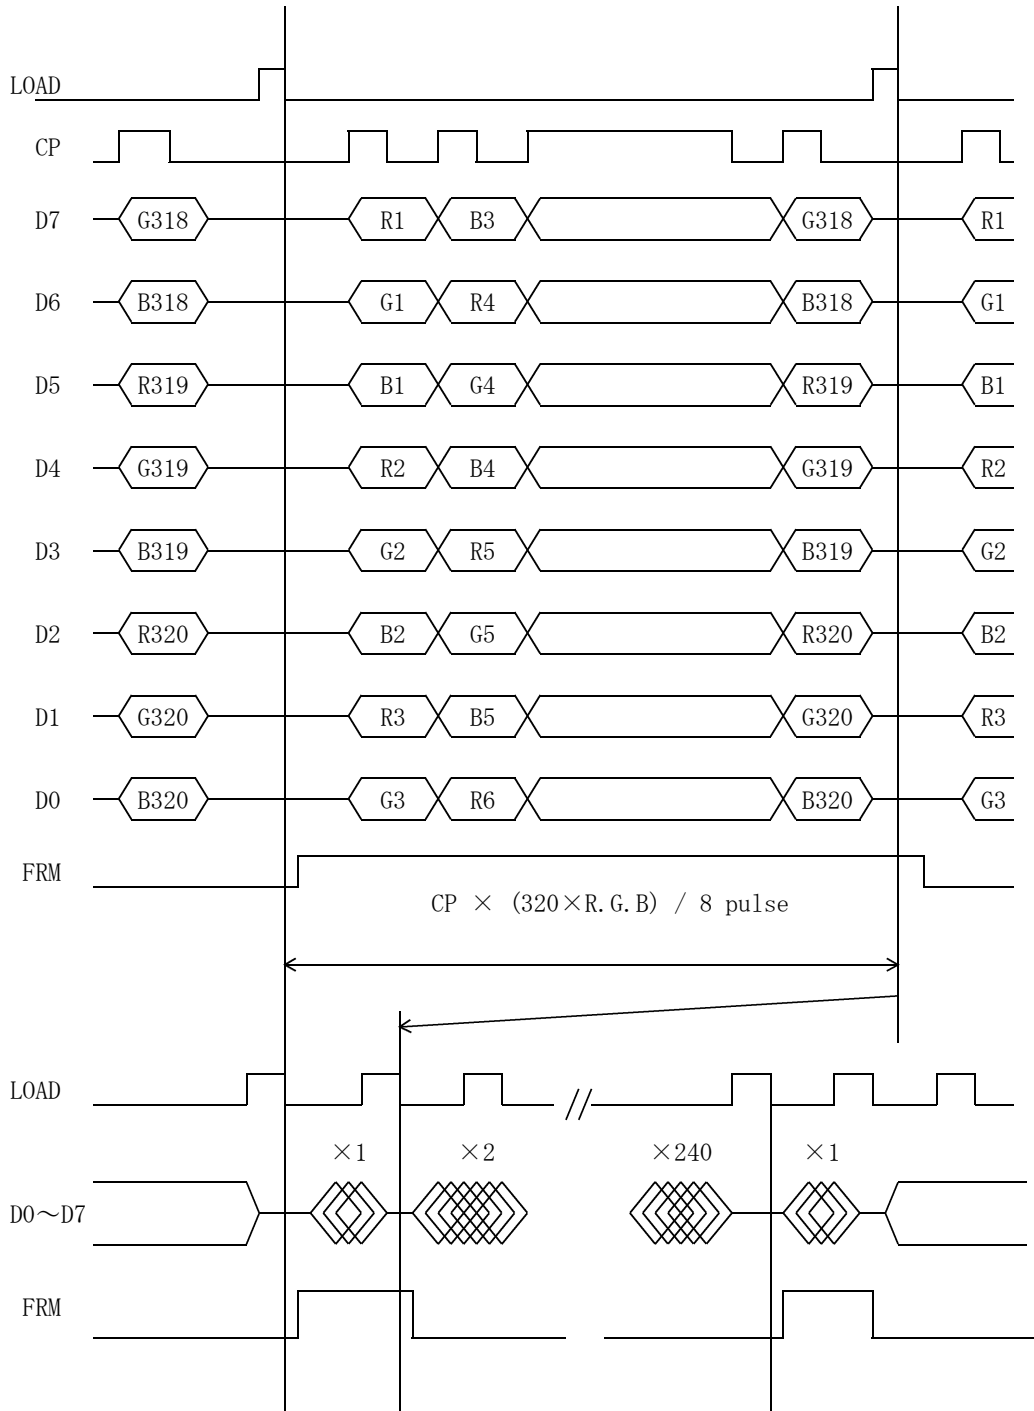 LOAD
CP
D7 G318 R1 B3 G318 R1
D6 B318 G1 R4 B318 G1
D5 R319 B1 G4 R319 B1
D4 G319 R2 B4 G319 R2
D3 B319 G2 R5 B319 G2
D2 R320 B2 G5 R320 B2
D1 G320 R3 B5 G320 R3
D0 B320 G3 R6 B320 G3
FRM
CP × (320×R.G.B) / 8 pulse
LOAD
×1 ×2 ×240 ×1
D0～D7
FRM